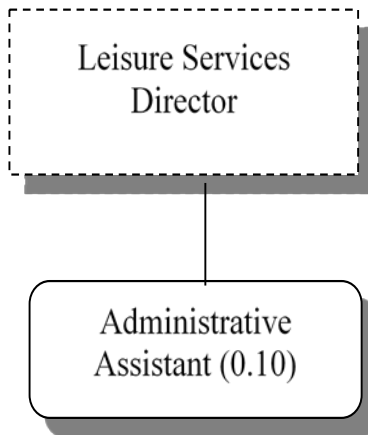 Leisure Services
Director
Administrative
Assistant (0.10)